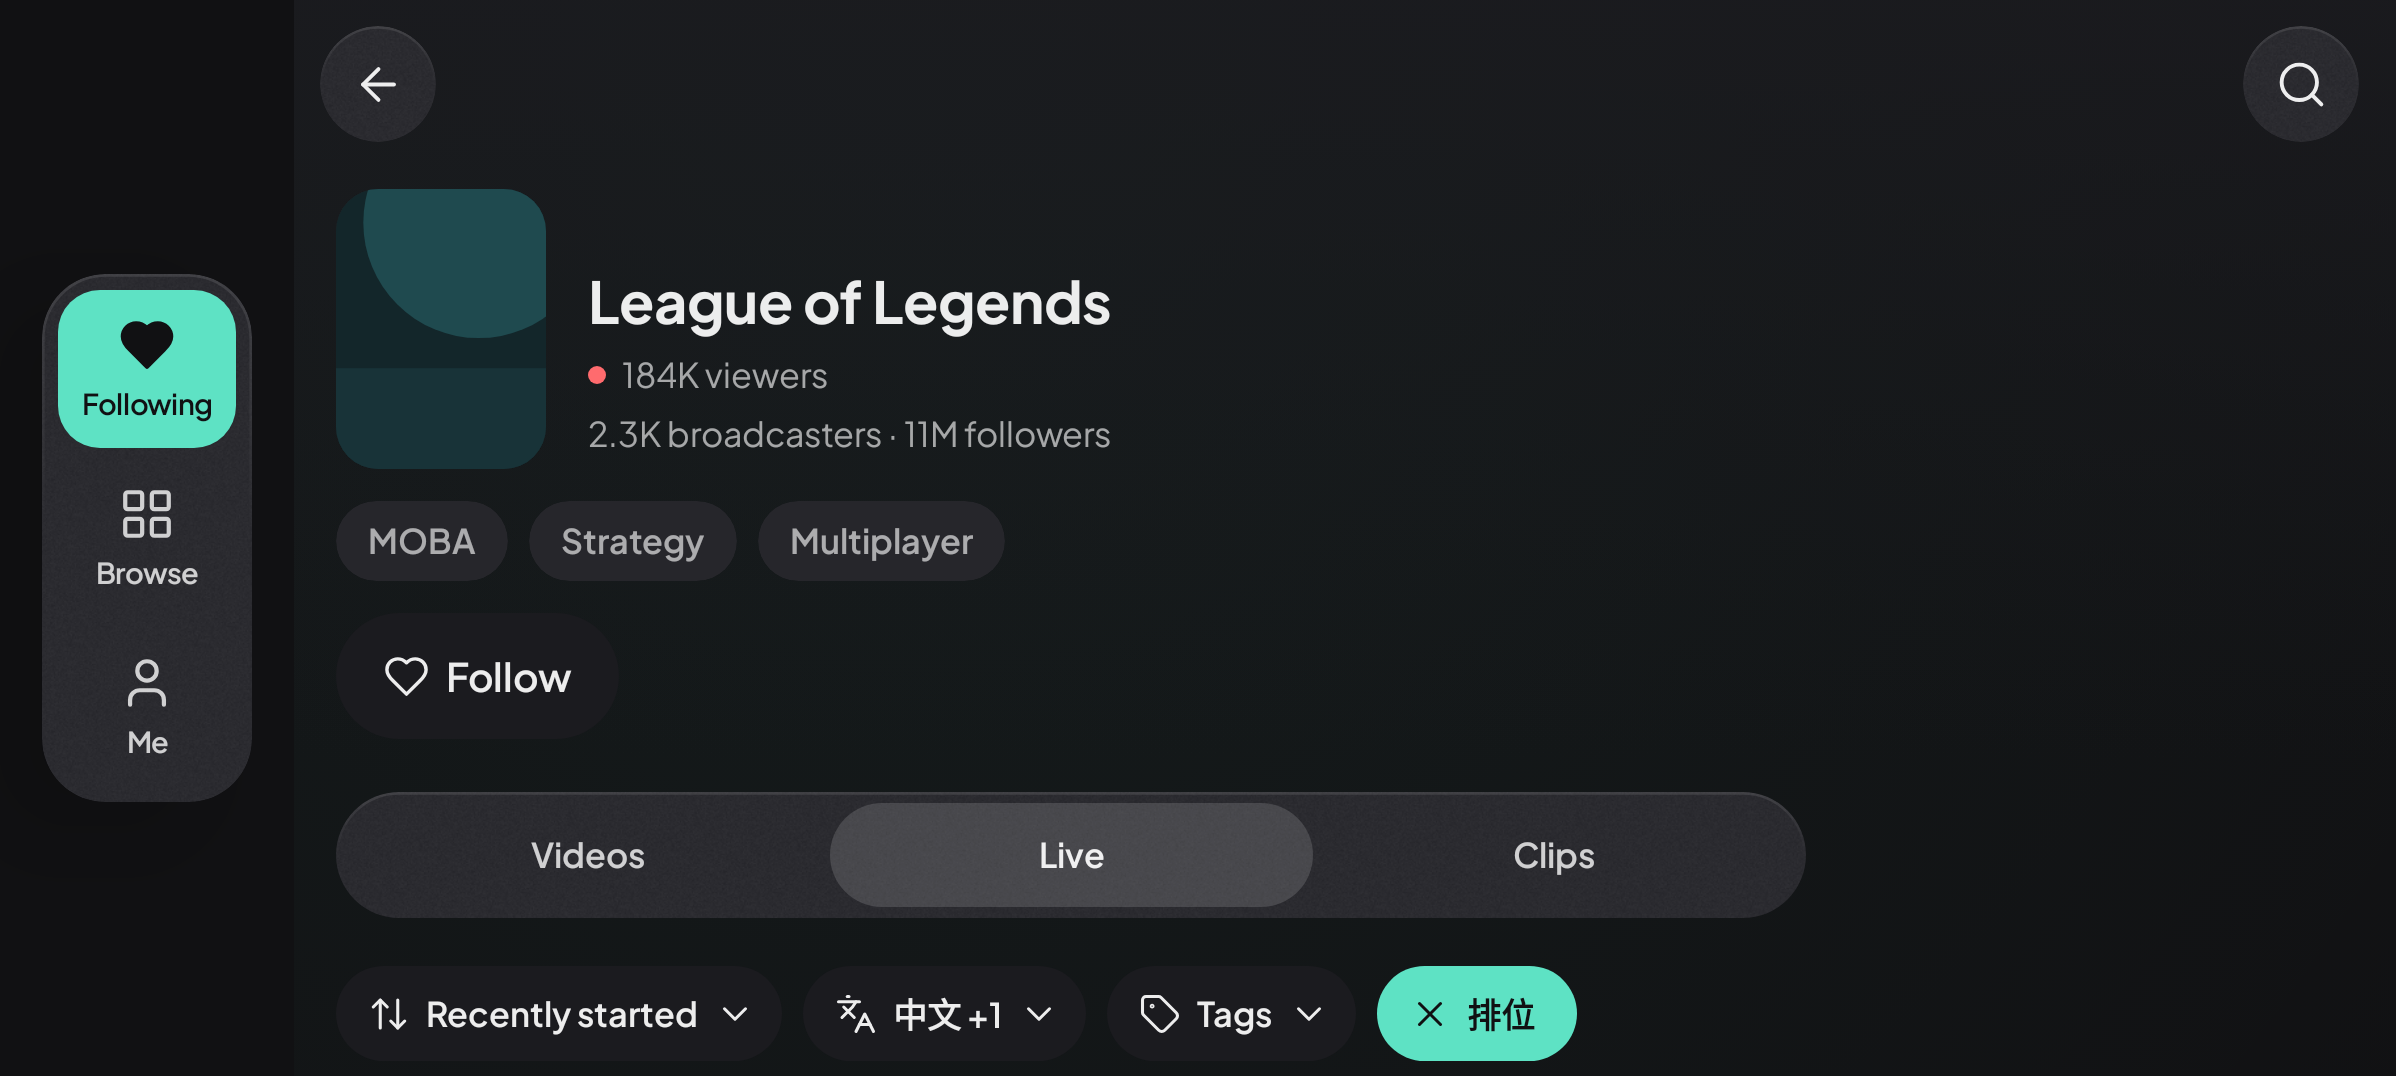 Following
Browse
Me
League of Legends
184K viewers
2.3K broadcasters · 11M followers
MOBA
Strategy
Multiplayer
Follow
Videos
Live
Clips
Recently started
中文 +1
Tags
排位